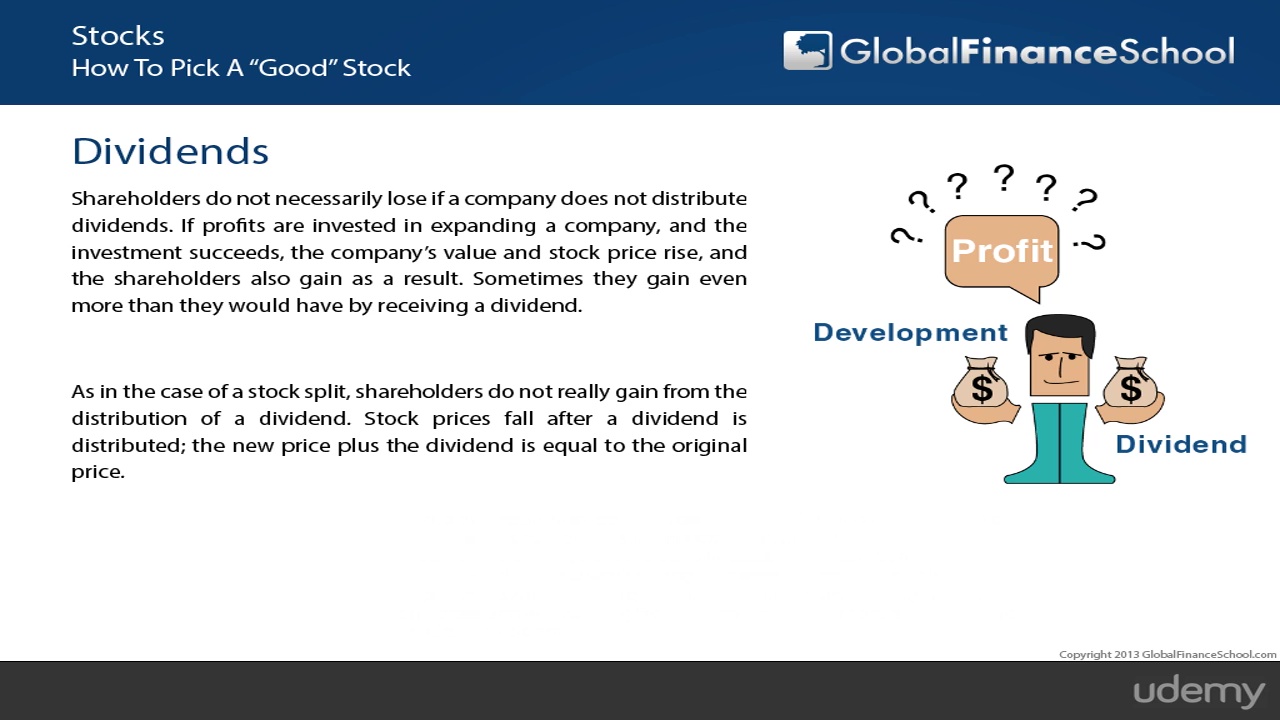 Stocks
How To Pick A “Good” Stock
GlobalFinanceSchool
Dividends
Shareholders do not necessarily lose if a company does not distribute
dividends. If profits are invested in expanding a company, and the
investment succeeds, the company’s value and stock price rise, and
the shareholders also gain as a result. Sometimes they gain even
more than they would have by receiving a dividend.
As in the case of a stock split, shareholders do not really gain from the
distribution of a dividend. Stock prices fall after a dividend is
distributed; the new price plus the dividend is equal to the original
price.
? ? ? ? ? ? ?
Profit
Development
$ $
Dividend
Copyright 2013 GlobalFinanceSchool.com
udemy